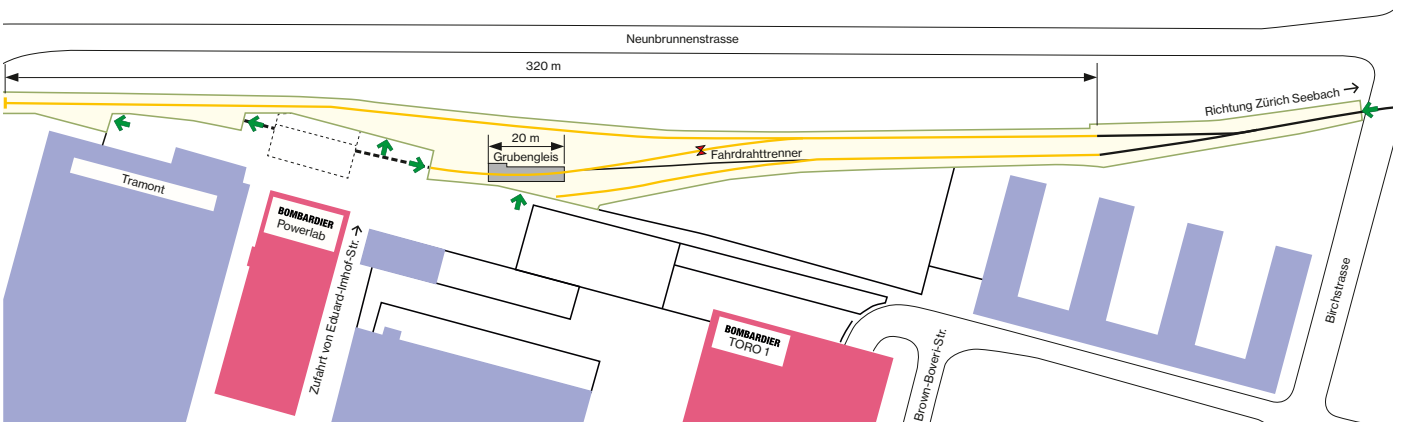 Neunbrunnenstrasse
320 m
Richtung Zürich Seebach
20 m
Grubengleis
Fahrdrahttrenner
Tramont
BOMBARDIER
Powerlab
Zufahrt von Eduard-Imhof-Str.
BOMBARDIER
TORO 1
Brown-Boveri-Str.
Birchstrasse